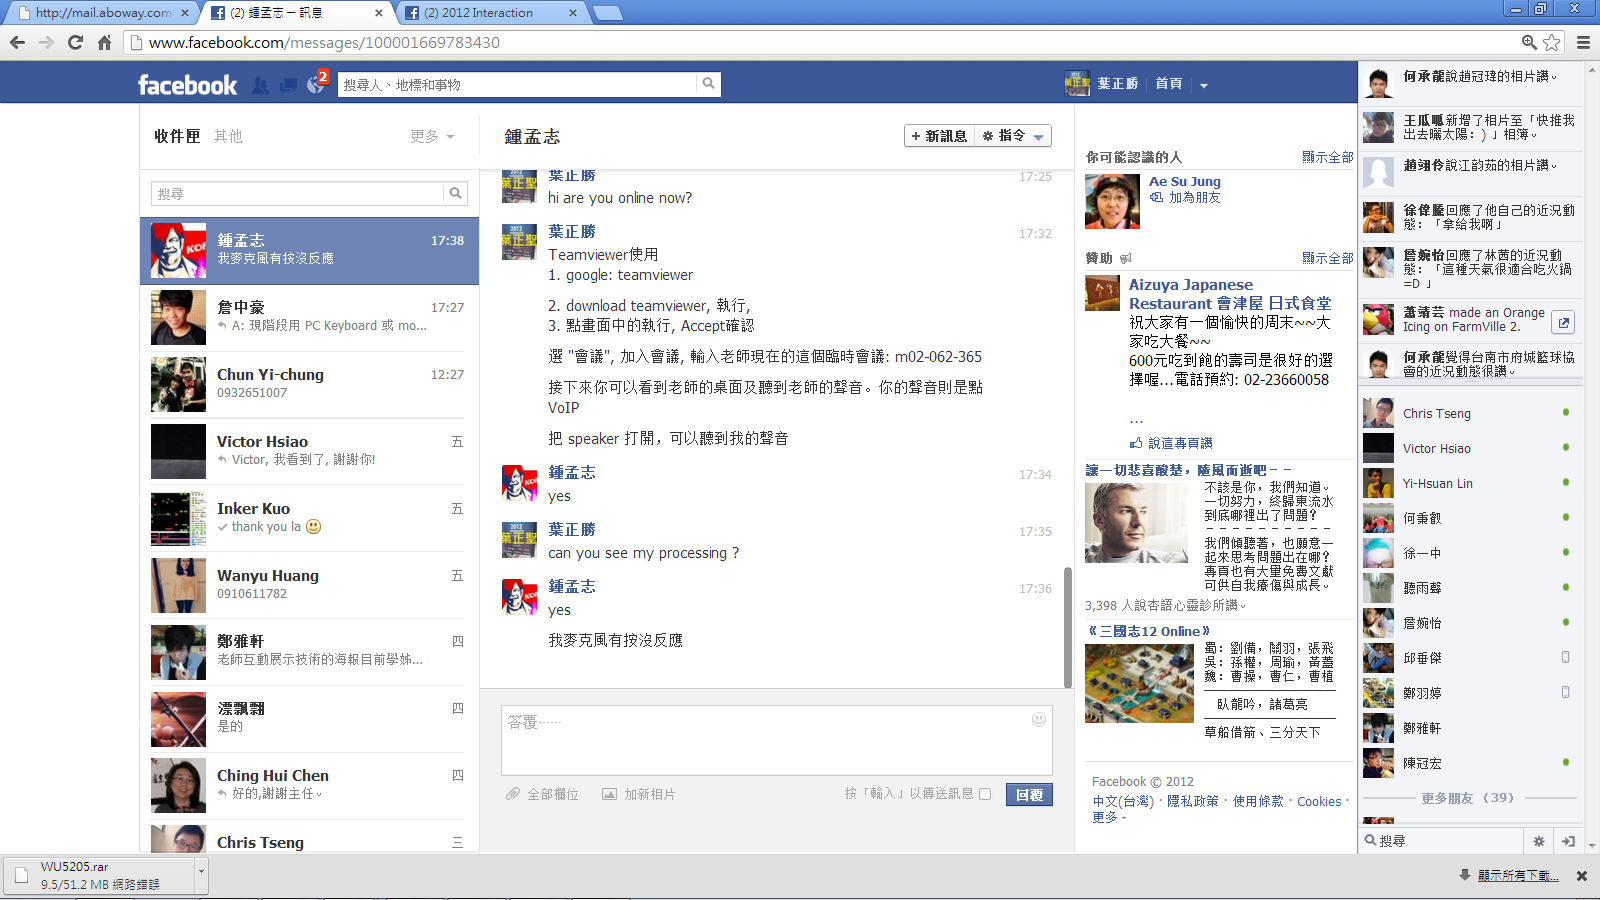 http://mail.aboway.com
(2) 鍾孟志 － 訊息
(2) 2012 Interaction
www.facebook.com/messages/100001669783430
facebook
2
搜尋人、地標和事物
葉正勝
首頁
收件匣 其他
更多
搜尋
鍾孟志 17:38
我麥克風有按沒反應
詹中豪 17:27
A: 現階段用 PC Keyboard 或 mo...
Chun Yi-chung 12:27
0932651007
Victor Hsiao 五
Victor, 我看到了, 謝謝你!
Inker Kuo 五
thank you la
Wanyu Huang 五
0910611782
鄭雅軒 四
老師互動展示技術的海報目前學姊...
漂飄翾 四
是的
Ching Hui Chen 四
好的,謝謝主任。
Chris Tseng 三
鍾孟志
+ 新訊息
指令
葉正勝 17:25
hi are you online now?
葉正勝 17:32
Teamviewer使用
1. google: teamviewer
2. download teamviewer, 執行,
3. 點畫面中的執行, Accept確認
選 "會議", 加入會議, 輸入老師現在的這個臨時會議: m02-062-365
接下來你可以看到老師的桌面及聽到老師的聲音。你的聲音則是點
VoIP
把 speaker 打開，可以聽到我的聲音
鍾孟志 17:34
yes
葉正勝 17:35
can you see my processing ?
鍾孟志 17:36
yes
我麥克風有按沒反應
答覆……
全部欄位
加新相片
按「輸入」以傳送訊息
回覆
你可能認識的人 顯示全部
Ae Su Jung
加為朋友
贊助 顯示全部
Aizuya Japanese
Restaurant 會津屋 日式食堂
祝大家有一個愉快的周末~~大
家吃大餐~~
600元吃到飽的壽司是很好的選
擇喔...電話預約: 02-23660058
...
說這專頁讚
讓一切悲喜酸楚，隨風而逝吧－－
不該是你，我們知道。
一切努力，終歸東流水
到底哪裡出了問題?
- - - - - - - - - - - -
我們傾聽著，也願意一
起來思考問題出在哪?
專頁也有大量免費文獻
可供自我療傷與成長。
3,398 人說杏語心靈診所讚。
《三國志12 Online》
蜀: 劉備，關羽，張飛
吳: 孫權，周瑜，黃蓋
魏: 曹操，曹仁，曹植
臥龍吟，諸葛亮
草船借箭、三分天下
Facebook © 2012
中文(台灣) · 隱私政策 · 使用條款 · Cookies ·
更多
何承龍說趙冠瑋的相片讚。
王瓜呱新增了相片至「快推我
出去曬太陽: ) 」相簿。
趙翊伶說江韵茹的相片讚。
徐偉騜回應了他自己的近況動
態: 「拿給我啊」
詹婉怡回應了林茜的近況動
態: 「這種天氣很適合吃火鍋
=D 」
蕭靖芸 made an Orange
Icing on FarmVille 2.
何承龍覺得台南市府城籃球協
會的近況動態很讚。
Chris Tseng
Victor Hsiao
Yi-Hsuan Lin
何秉叡
徐一中
聽雨聲
詹婉怡
邱垂傑
鄭羽婷
鄭雅軒
陳冠宏
更多朋友 (39)
搜尋
WU5205.rar
9.5/51.2 MB 網路錯誤
顯示所有下載...